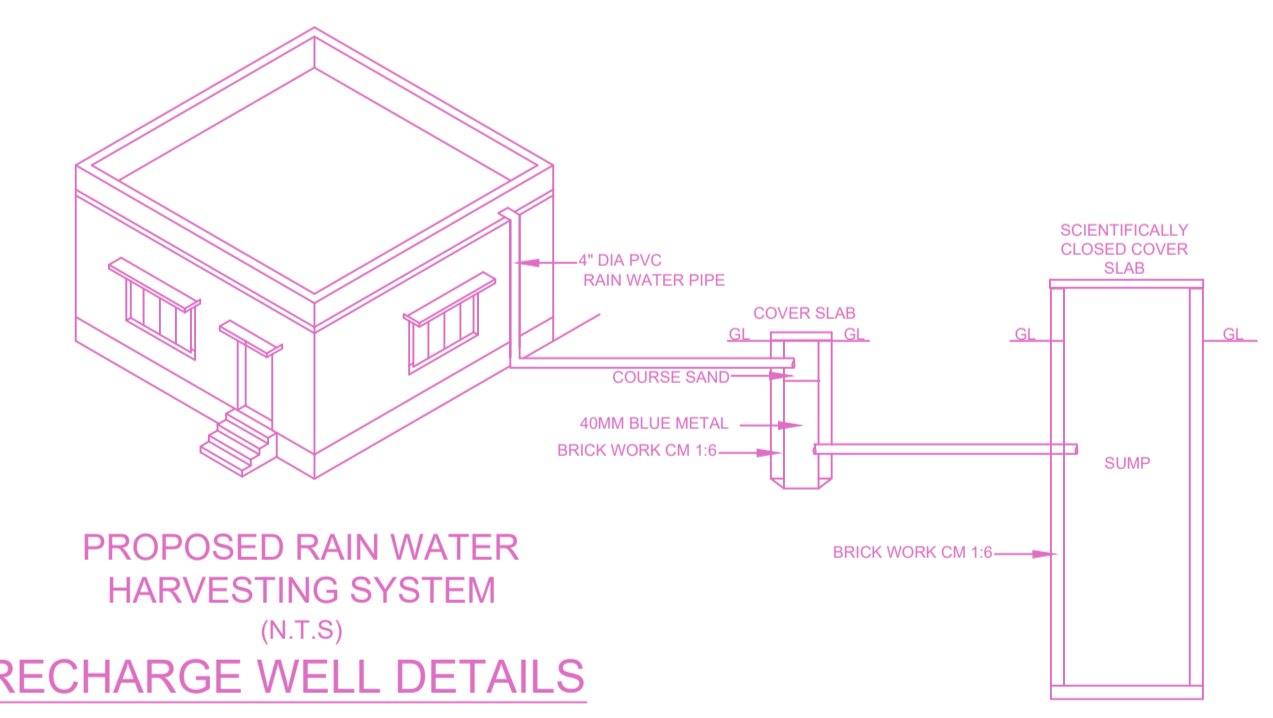 SCIENTIFICALLY
CLOSED COVER
SLAB
4" DIA PVC
RAIN WATER PIPE
COVER SLAB
GL
GL
GL
GL
COURSE SAND
40MM BLUE METAL
BRICK WORK CM 1:6
SUMP
BRICK WORK CM 1:6
PROPOSED RAIN WATER
HARVESTING SYSTEM
(N.T.S)
RECHARGE WELL DETAILS